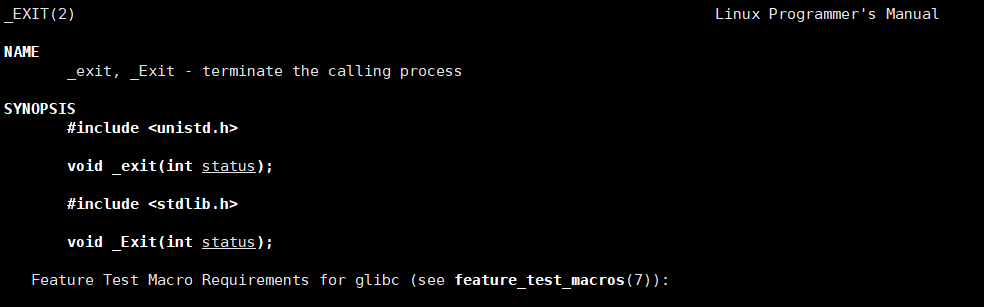 _EXIT(2) Linux Programmer's Manual
NAME
_exit, _Exit - terminate the calling process
SYNOPSIS
#include <unistd.h>
void _exit(int status);
#include <stdlib.h>
void _Exit(int status);
Feature Test Macro Requirements for glibc (see feature_test_macros(7)):